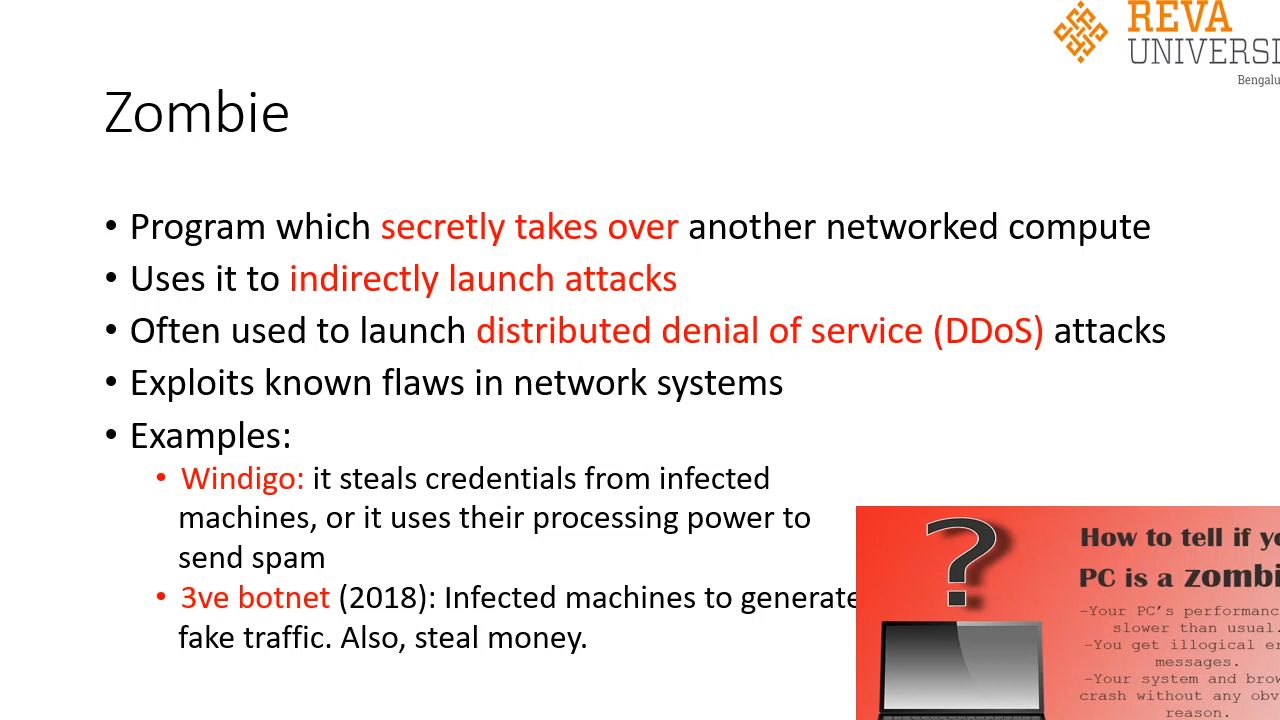 REVA
UNIVERSI
Bengalu
Zombie
• Program which secretly takes over another networked compute
• Uses it to indirectly launch attacks
• Often used to launch distributed denial of service (DDoS) attacks
• Exploits known flaws in network systems
• Examples:
• Windigo: it steals credentials from infected
machines, or it uses their processing power to
send spam
• 3ve botnet (2018): Infected machines to generate
fake traffic. Also, steal money.
?
How to tell if yo
PC is a zombi
-Your PC's performanc
slower than usual.
-You get illogical er
messages.
-Your system and brow
crash without any obv
reason.